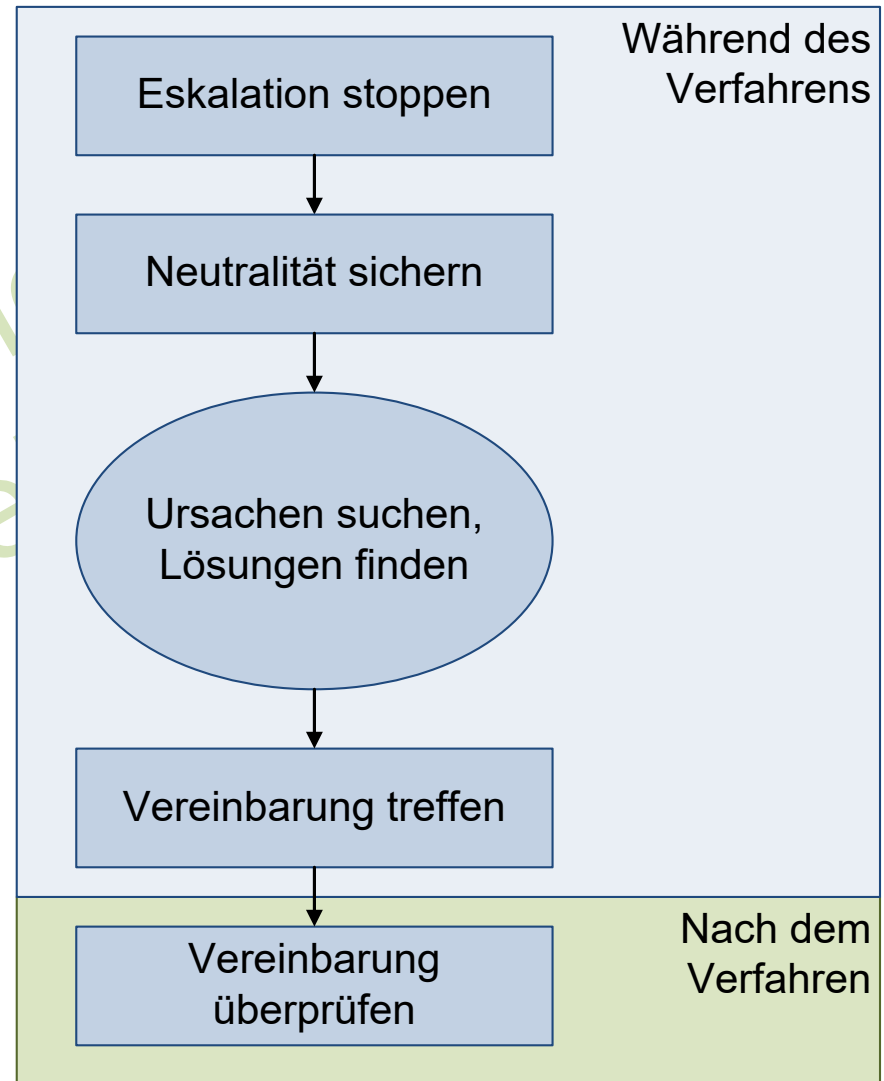 Während des
Verfahrens
Eskalation stoppen
Neutralität sichern
Ursachen suchen,
Lösungen finden
Vereinbarung treffen
Nach dem
Verfahren
Vereinbarung
überprüfen